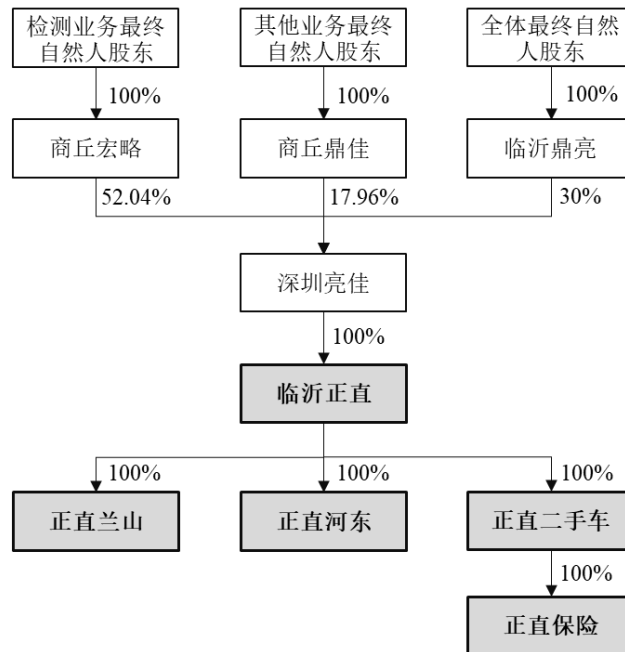 检测业务最终
自然人股东
其他业务最终
自然人股东
全体最终自然
人股东
100%
100%
100%
商丘宏略
商丘鼎佳
临沂鼎亮
52.04%
17.96%
30%
深圳亮佳
100%
临沂正直
100%
100%
100%
正直兰山
正直河东
正直二手车
100%
正直保险